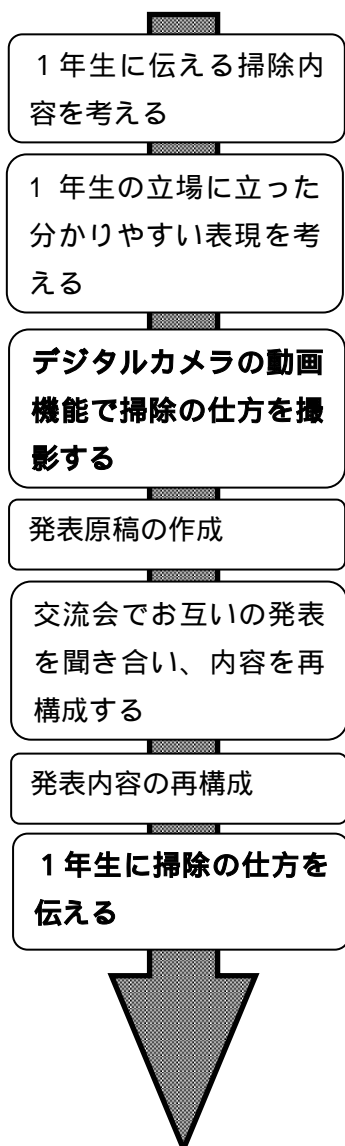 １年生に伝える掃除内
容を考える
1 年生の立場に立った
分かりやすい表現を考
える
デジタルカメラの動画
機能で掃除の仕方を撮
影する
発表原稿の作成
交流会でお互いの発表
を聞き合い、内容を再
構成する
発表内容の再構成
１年生に掃除の仕方を
伝える